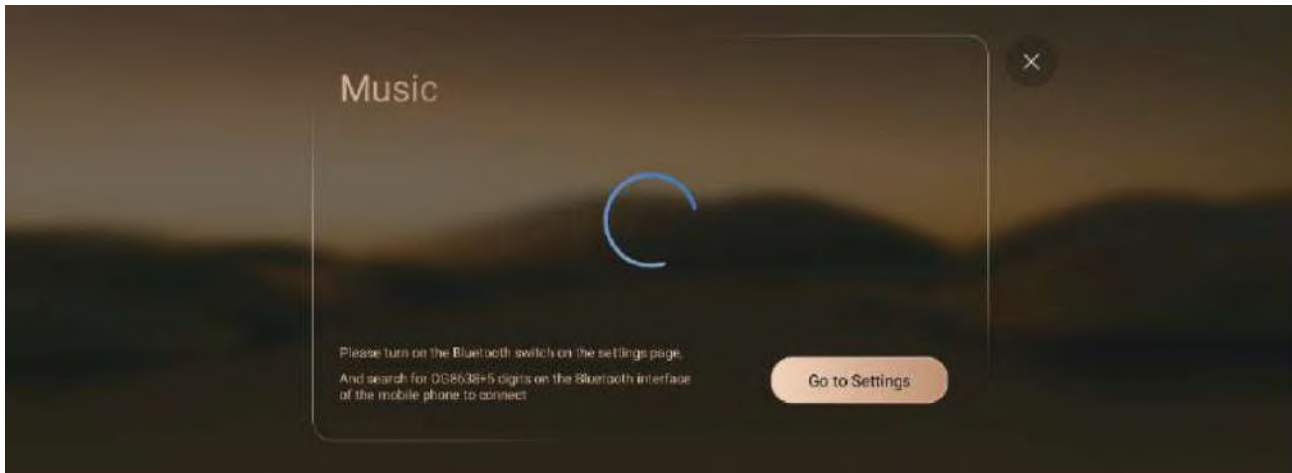 Music
Please turn on the Bluetooth switch on the settings page,
And search for OG8638+5 digits on the Bluetooth interface
of the mobile phone to connect
Go to Settings